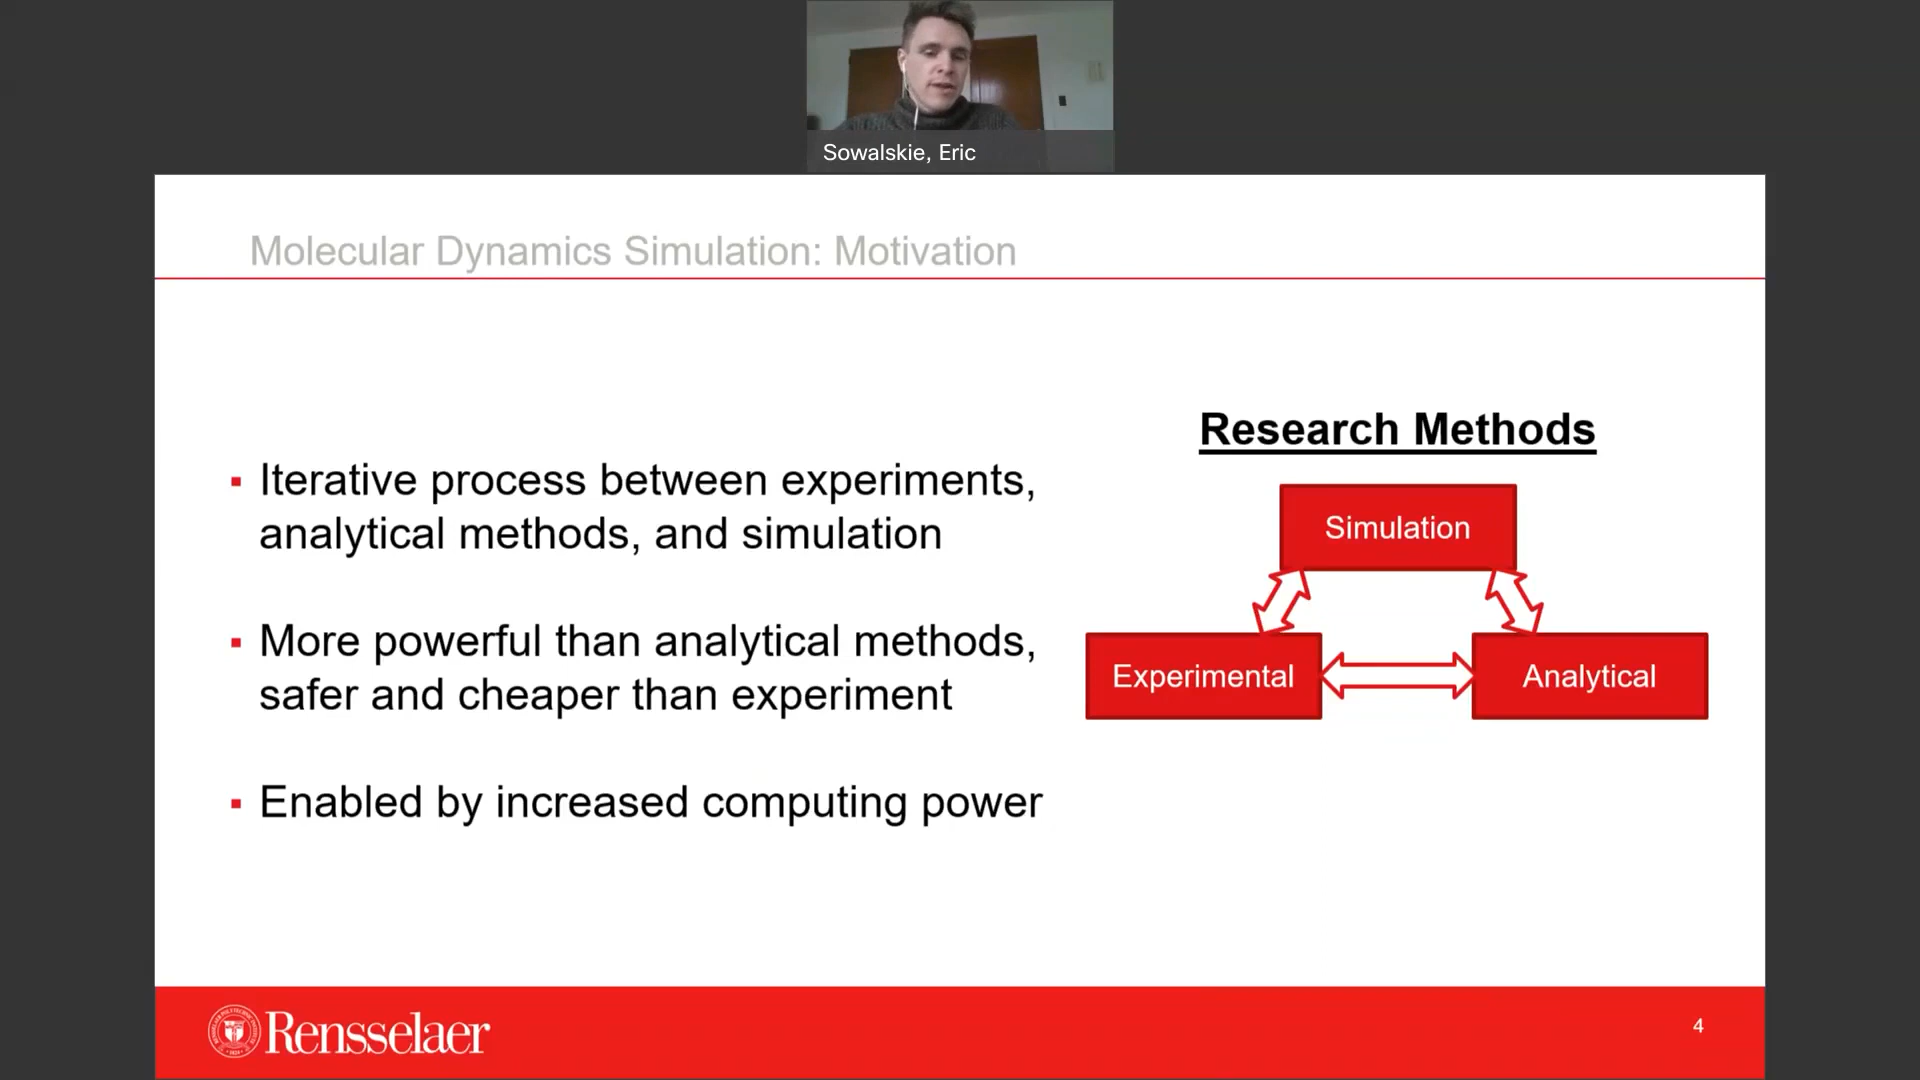 Sowalskie, Eric
Molecular Dynamics Simulation: Motivation
▪ Iterative process between experiments,
analytical methods, and simulation
▪ More powerful than analytical methods,
safer and cheaper than experiment
▪ Enabled by increased computing power
Research Methods
Simulation
Experimental
Analytical
Rensselaer
4